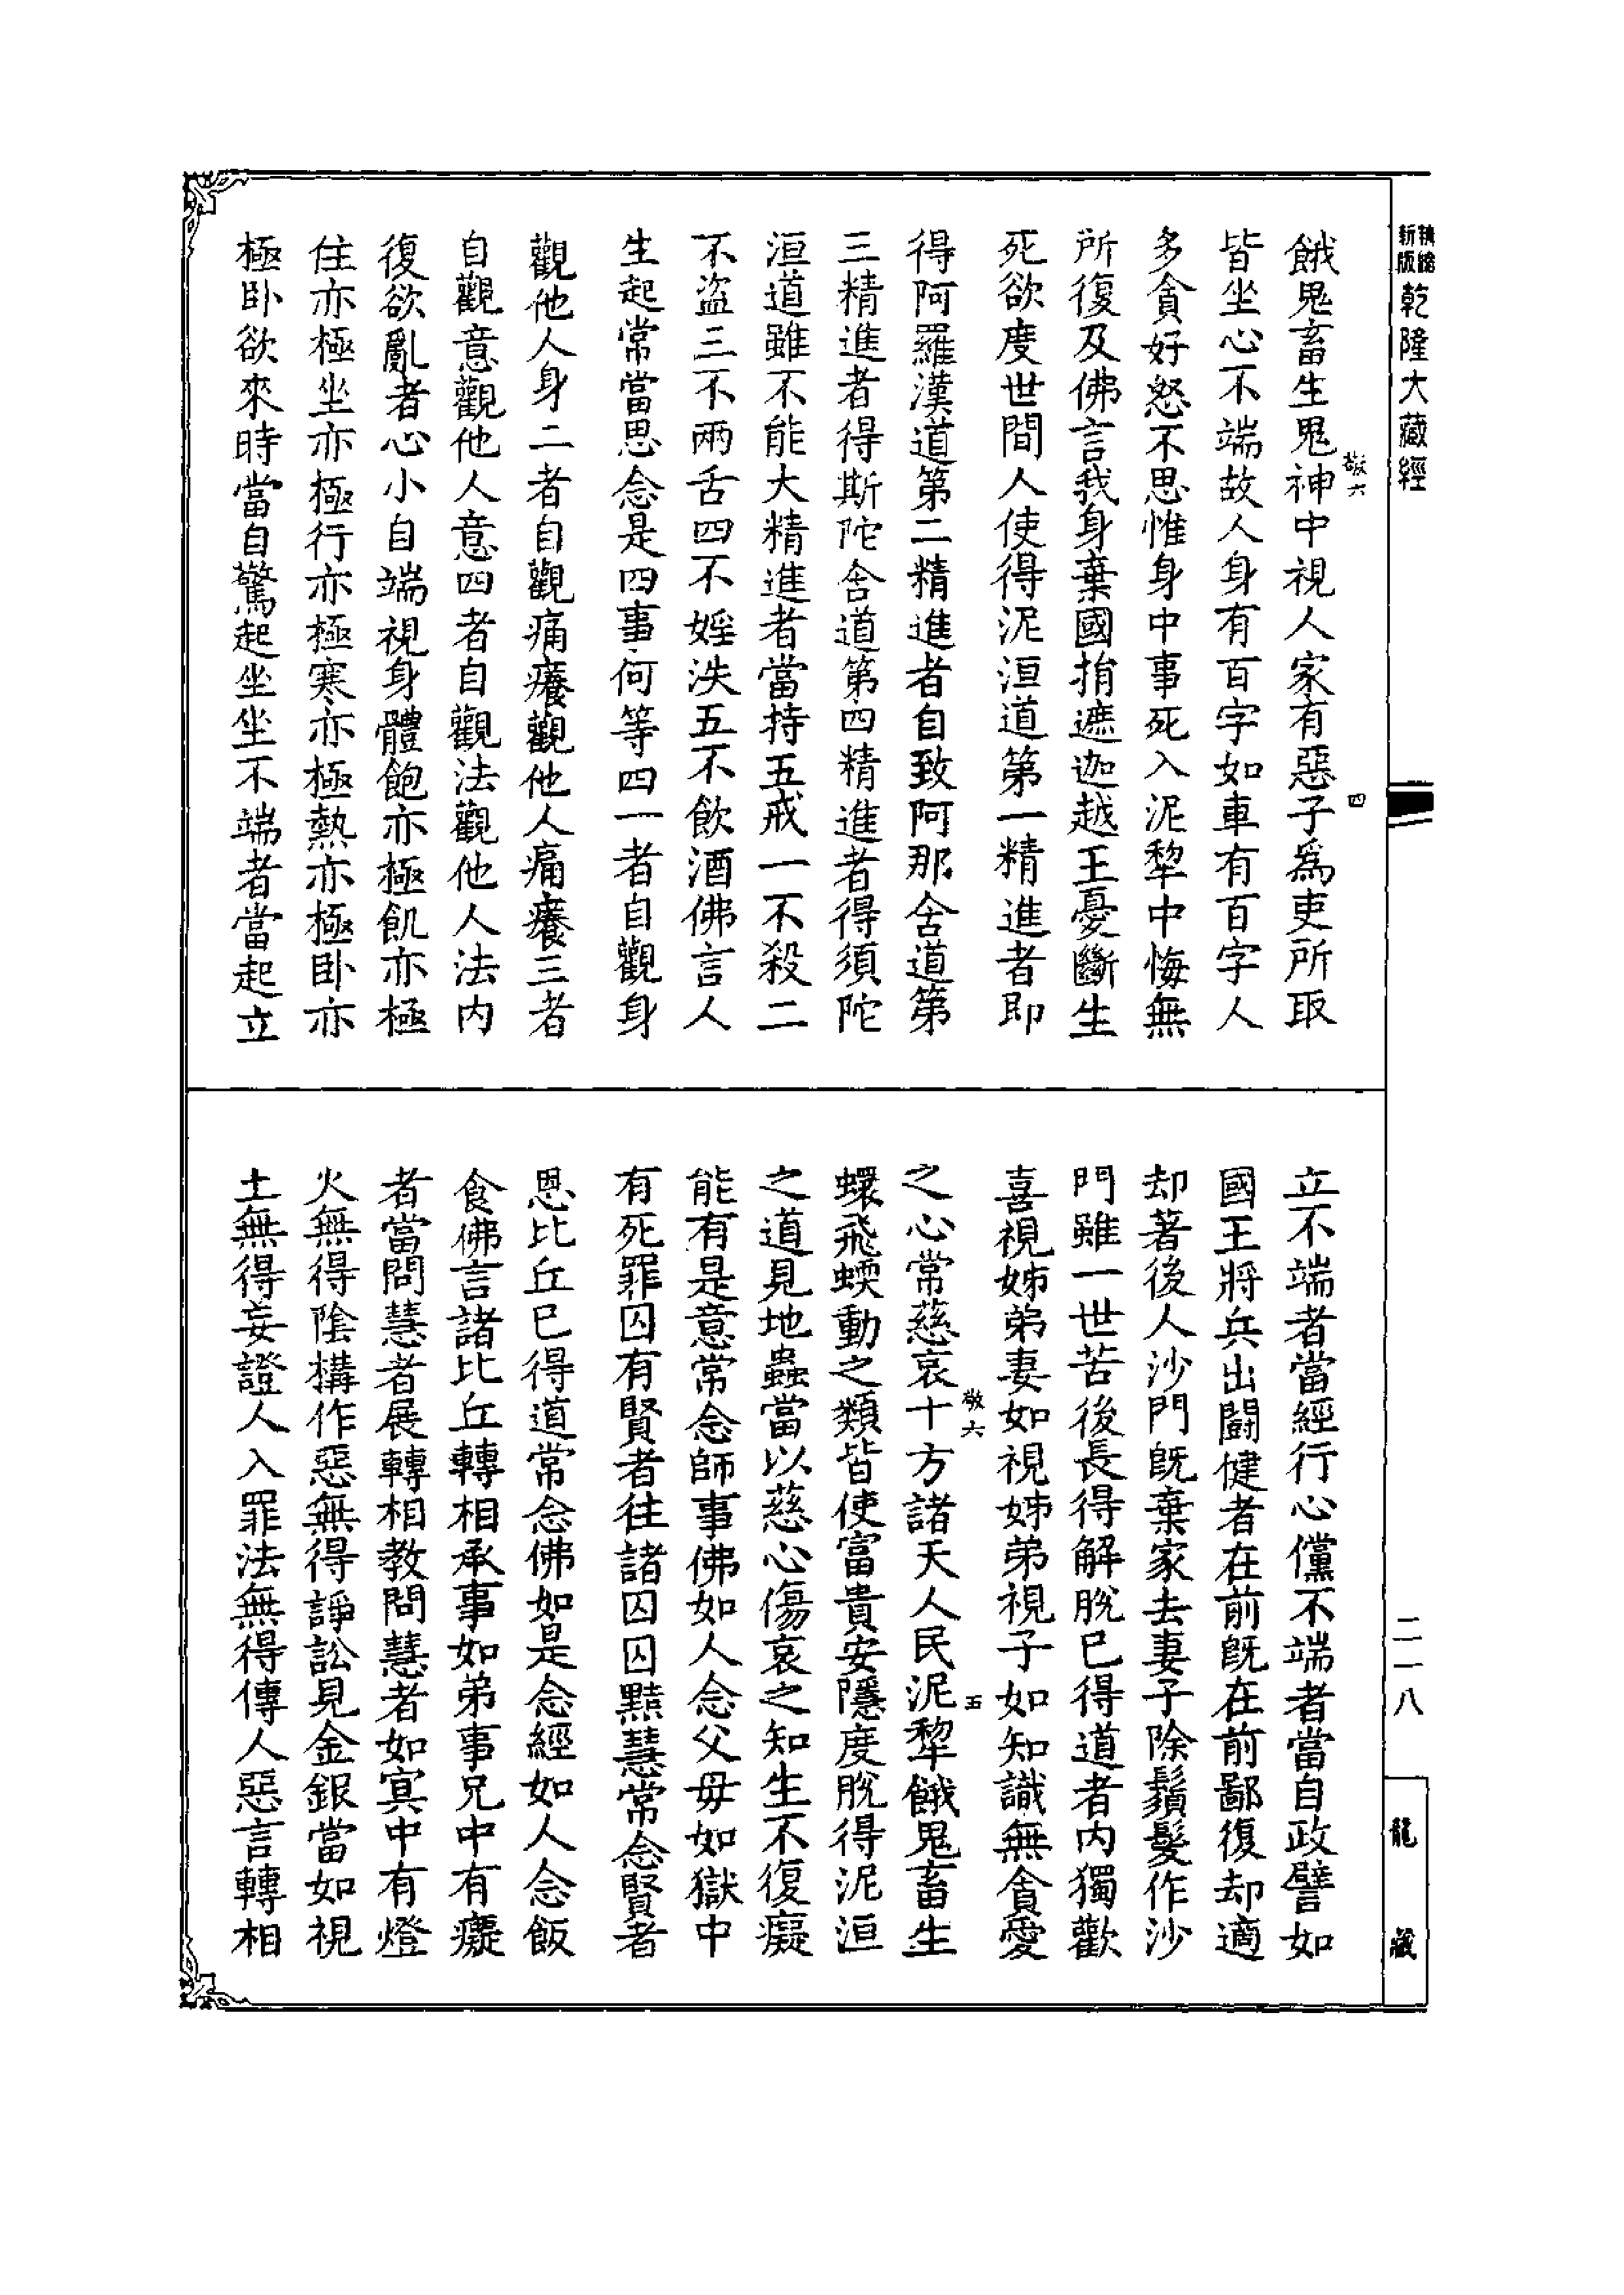 新版精縮乾隆大藏經
敬六
四
餓鬼畜生鬼神中視人家有惡子為吏所取
皆坐心不端故人身有百字如車有百字人
多貪好怒不思惟身中事死入泥犂中悔無
所復及佛言我身棄國捐遮迦越王憂斷生
死欲度世間人使得泥洹道第一精進者即
得阿羅漢道第二精進者自致阿那含道第
三精進者得斯陀含道第四精進者得須陀
洹道雖不能大精進者當持五戒一不殺二
不盜三不兩舌四不婬泆五不飲酒佛言人
生起常當思念是四事何等四一者自觀身
觀他人身二者自觀痛癢觀他人痛癢三者
自觀意觀他人意四者自觀法觀他人法內
復欲亂者心小自端視身體飽亦極飢亦極
住亦極坐亦極行亦極寒亦極熱亦極臥亦
極臥欲來時當自驚起坐坐不端者當起立
立不端者當經行心儻不端者當自政譬如
國王將兵出鬬健者在前旣在前鄙復却適
却著後人沙門旣棄家去妻子除鬚髮作沙
門雖一世苦後長得解脫已得道者內獨歡
喜視姊弟妻如視姊弟視子如知識無貪愛
之心常慈哀十方諸天人民泥犂餓鬼畜生
敬六
五
蠉飛蝡動之類皆使富貴安隱度脫得泥洹
之道見地蟲當以慈心傷哀之知生不復癡
能有是意常念師事佛如人念父母如獄中
有死罪囚有賢者往諸囚囚黠慧常念賢者
恩比丘已得道常念佛如是念經如人念飯
食佛言諸比丘轉相承事如弟事兄中有癡
者當問慧者展轉相教問慧者如冥中有燈
火無得陰搆作惡無得諍訟見金銀當如視
土無得妄證人入罪法無得傳人惡言轉相
二一八
龍藏